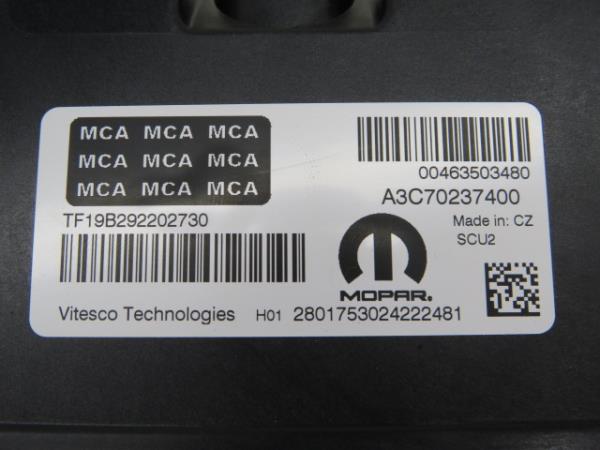 MCA MCA MCA
MCA MCA MCA
MCA MCA MCA
TF19B292202730
00463503480
A3C70237400
Made in: CZ
SCU2
MOPAR.
Vitesco Technologies H01 2801753024222481